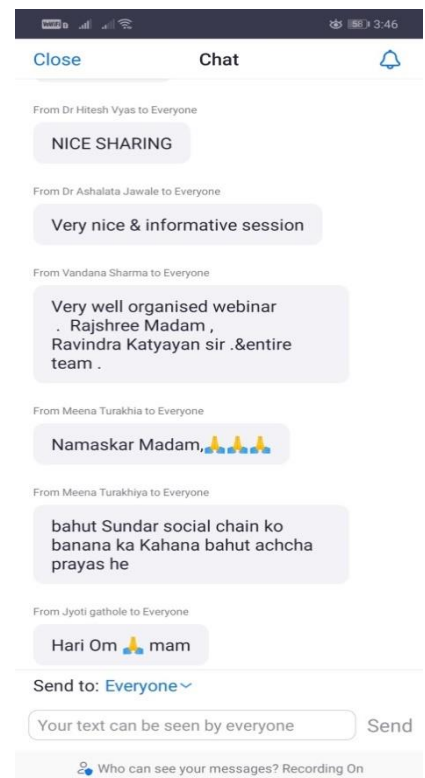 58 3:46
Close Chat
From Dr Hitesh Vyas to Everyone
NICE SHARING
From Dr Ashalata Jawale to Everyone
Very nice & informative session
From Vandana Sharma to Everyone
Very well organised webinar
. Rajshree Madam ,
Ravindra Katyayan sir .&entire
team .
From Meena Turakhia to Everyone
Namaskar Madam,🙏🙏🙏
From Meena Turakhiya to Everyone
bahut Sundar social chain ko
banana ka Kahana bahut achcha
prayas he
From Jyoti gathole to Everyone
Hari Om 🙏 mam
Send to: Everyone
Your text can be seen by everyone Send
Who can see your messages? Recording On